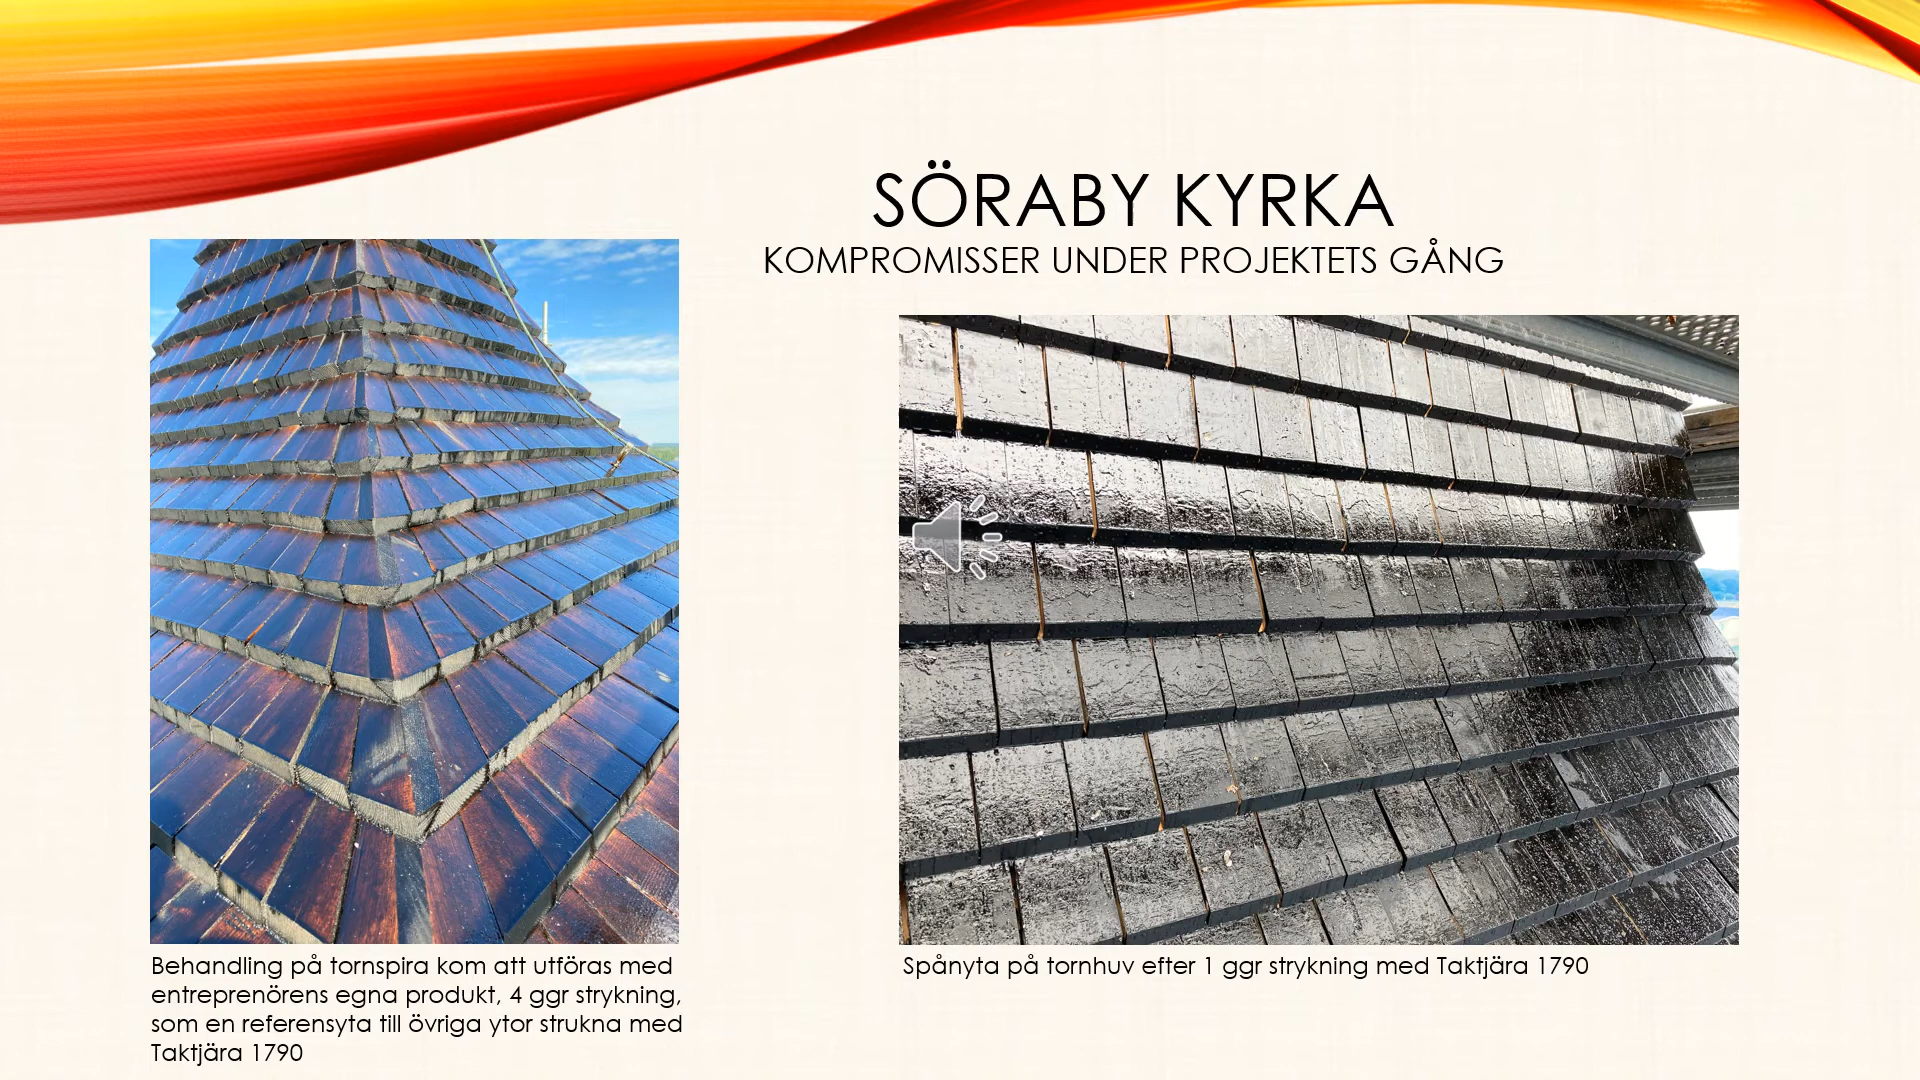 SÖRABY KYRKA
KOMPROMISSER UNDER PROJEKTETS GÅNG
Behandling på tornspira kom att utföras med
entreprenörens egna produkt, 4 ggr strykning,
som en referensyta till övriga ytor strukna med
Taktjära 1790
Spånyta på tornhuv efter 1 ggr strykning med Taktjära 1790